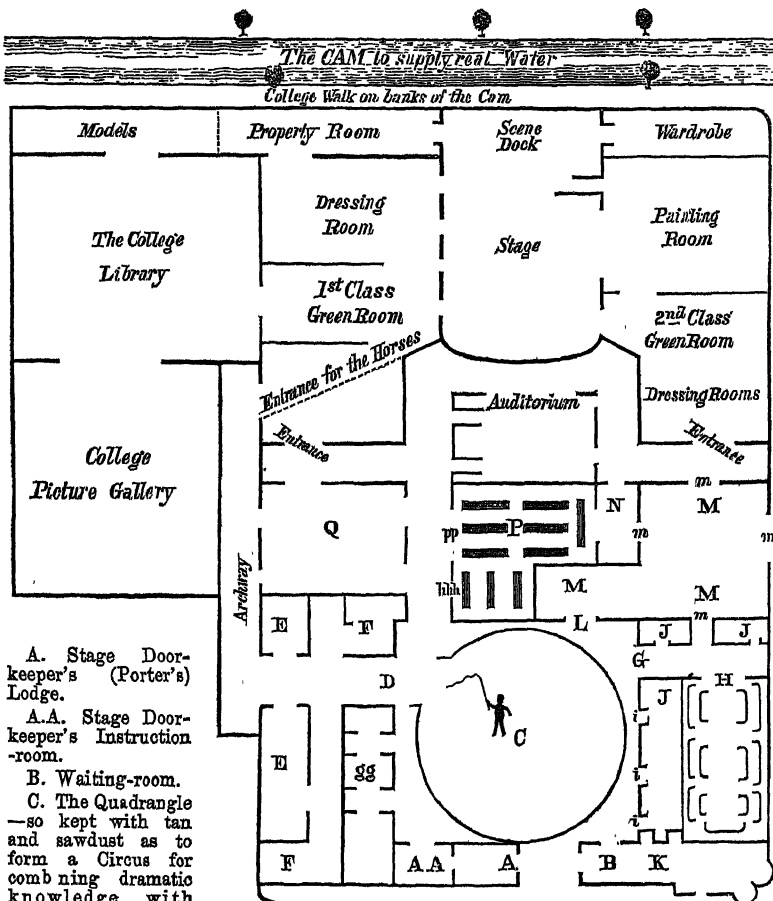 The CAM to supply real Water
College Walk on banks of the Cam
Models
Property Room
Scene
Dock
Wardrobe
Dressing
Room
Painting
Room
The College
Library
Stage
1st Class
Green Room
2nd Class
Green Room
Entrance for the Horses
Auditorium
Dressing Rooms
Entrance
Entrance
College
Picture Gallery
m
Q
pp
P
N
m
M
m
hhh
M
M
m
Archway
E
F
L
J
J
G
D
H
J
C
i
E
gg
i
i
F
AA
A
B
K
A. Stage Door-
keeper's (Porter's)
Lodge.
A.A. Stage Door-
keeper's Instruction
-room.
B. Waiting-room.
C. The Quadrangle
—so kept with tan
and sawdust as to
form a Circus for
comb ning dramatic
knowledge with